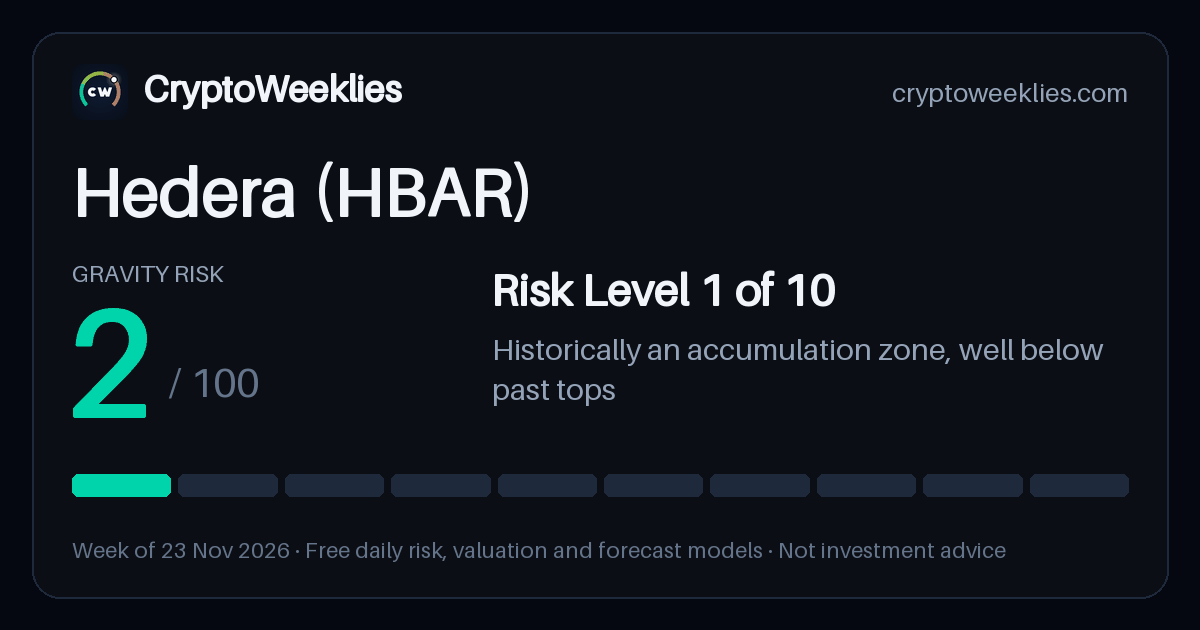 CW
CryptoWeeklies
cryptoweeklies.com
Hedera (HBAR)
GRAVITY RISK
2 / 100
Risk Level 1 of 10
Historically an accumulation zone, well below
past tops
Week of 23 Nov 2026 · Free daily risk, valuation and forecast models · Not investment advice